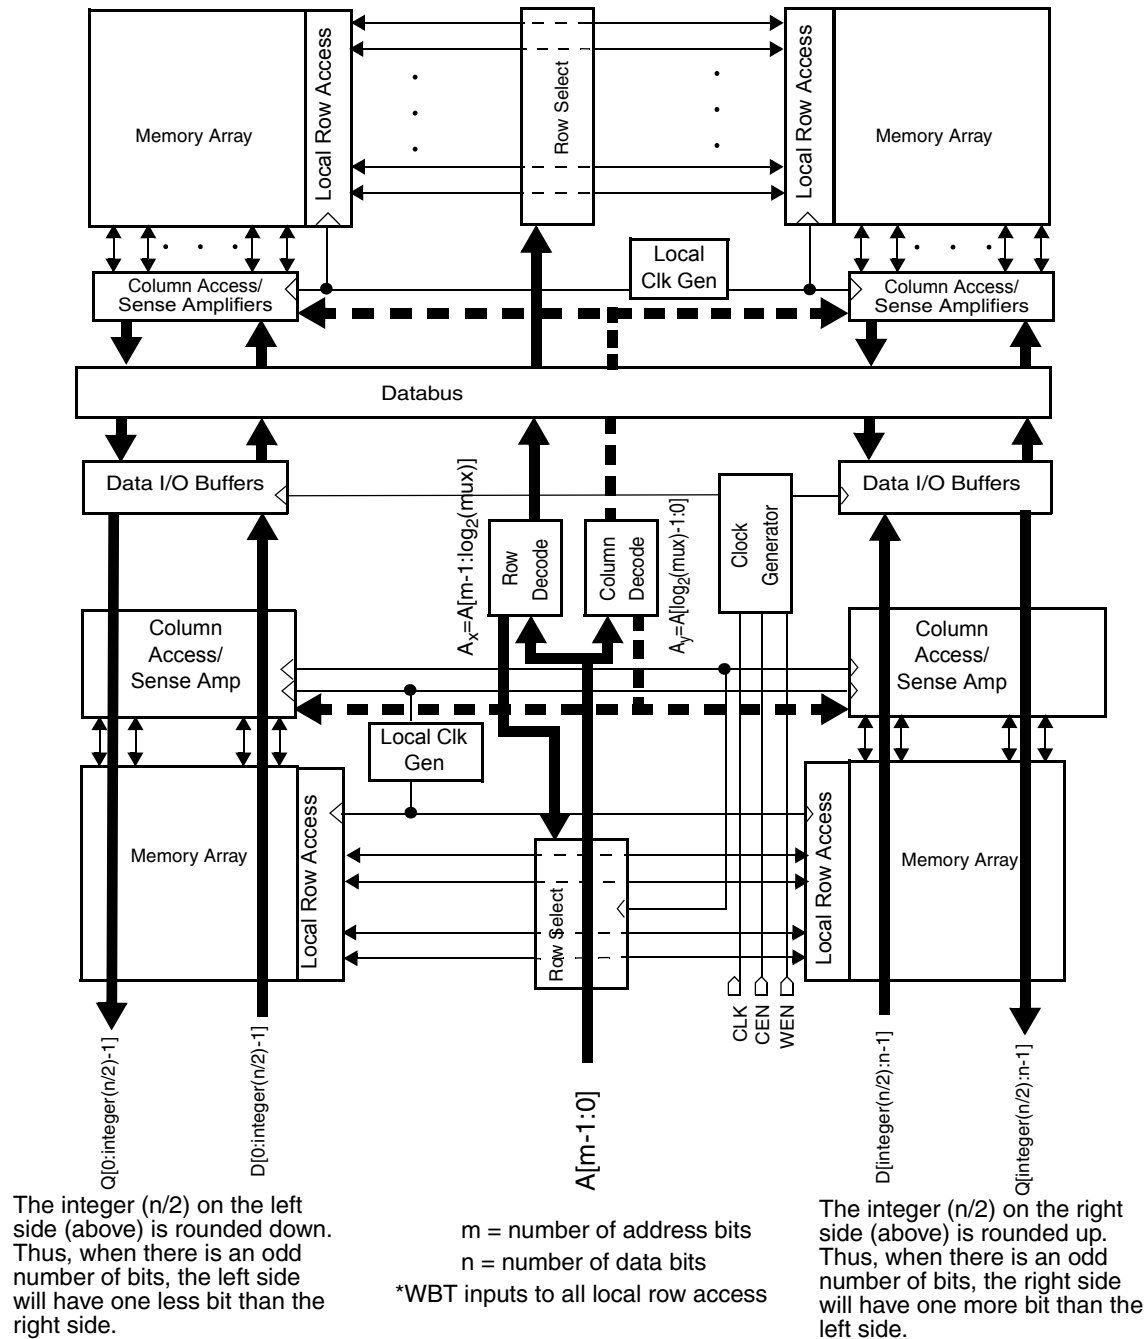 Memory Array
Local Row Access
Row Select
Local Row Access
Memory Array
Local
Clk Gen
Column Access/
Sense Amplifiers
Column Access/
Sense Amplifiers
Databus
Data I/O Buffers
Data I/O Buffers
Aₓ=A[m-1:log₂(mux)]
Row
Decode
Column
Decode
Aᵧ=A[log₂(mux)-1:0]
Clock
Generator
Column
Access/
Sense Amp
Column
Access/
Sense Amp
Local Clk
Gen
Memory Array
Local Row Access
Row Select
Local Row Access
Memory Array
CLK
CEN
WEN
Q[0:integer(n/2)-1]
D[0:integer(n/2)-1]
A[m-1:0]
D[integer(n/2):n-1]
Q[integer(n/2):n-1]
The integer (n/2) on the left
side (above) is rounded down.
Thus, when there is an odd
number of bits, the left side
will have one less bit than the
right side.
m = number of address bits
n = number of data bits
*WBT inputs to all local row access
The integer (n/2) on the right
side (above) is rounded up.
Thus, when there is an odd
number of bits, the right side
will have one more bit than the
left side.